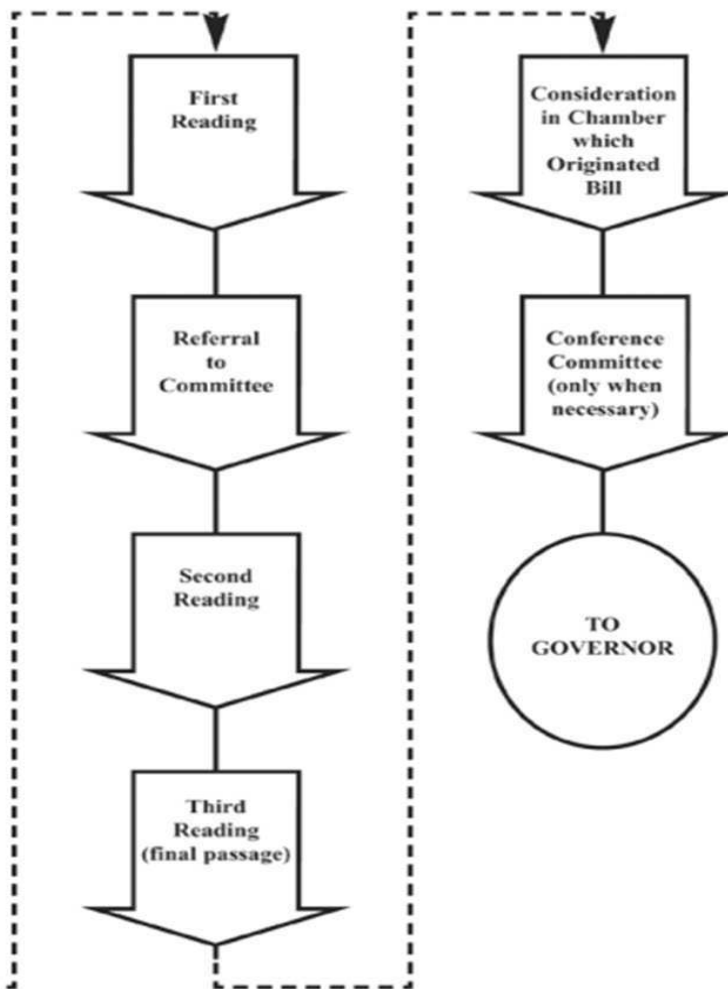 First
Reading
Referral
to
Committee
Second
Reading
Third
Reading
(final passage)
Consideration
in Chamber
which
Originated
Bill
Conference
Committee
(only when
necessary)
TO
GOVERNOR